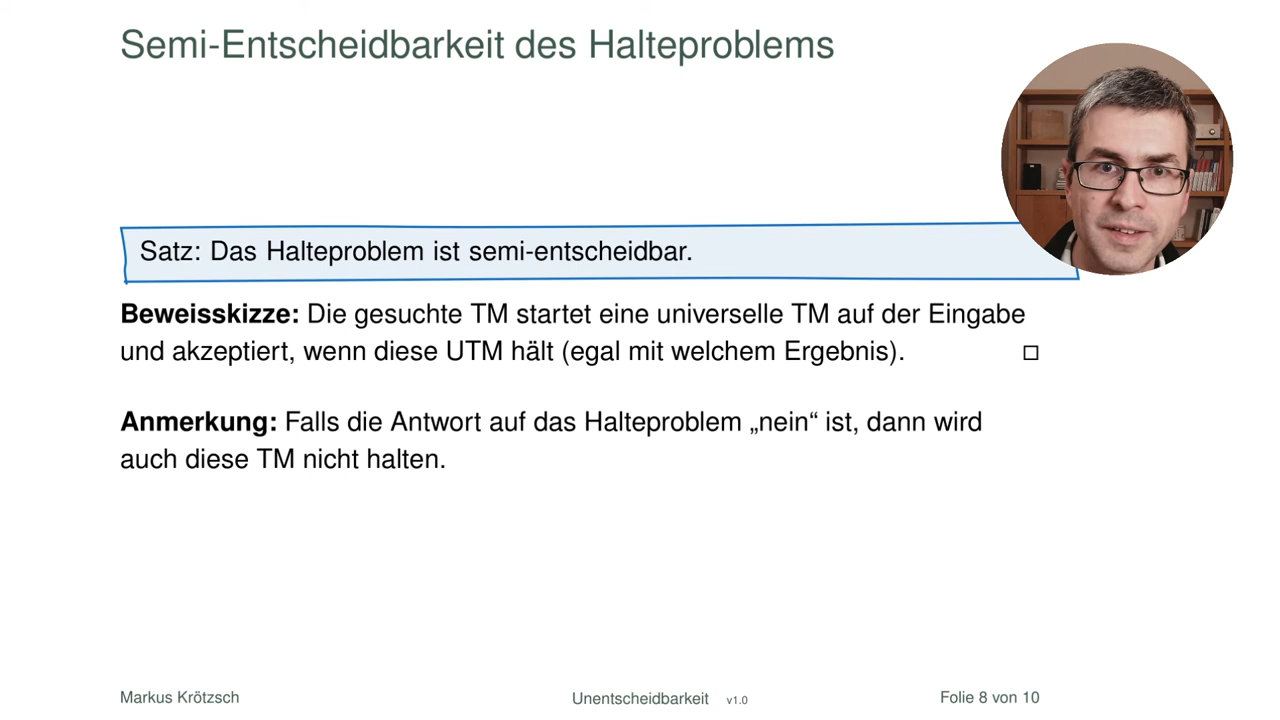 Semi-Entscheidbarkeit des Halteproblems
Satz: Das Halteproblem ist semi-entscheidbar.
Beweisskizze: Die gesuchte TM startet eine universelle TM auf der Eingabe
und akzeptiert, wenn diese UTM hält (egal mit welchem Ergebnis). □
Anmerkung: Falls die Antwort auf das Halteproblem „nein“ ist, dann wird
auch diese TM nicht halten.
Markus Krötzsch Unentscheidbarkeit v1.0 Folie 8 von 10